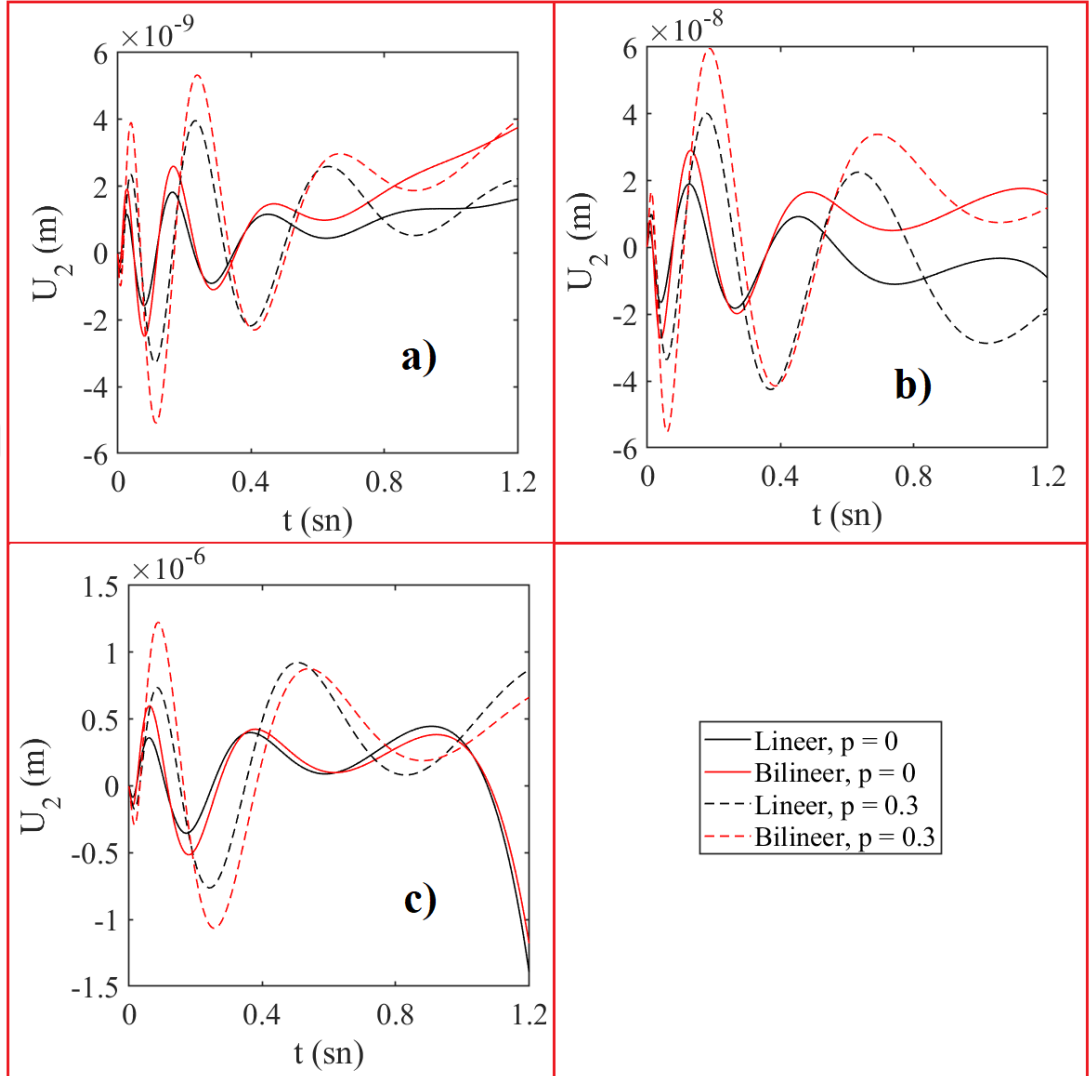 ×10⁻⁹
6
4
2
0
-2
-4
-6
U₂ (m)
a)
0 0.4 0.8 1.2
t (sn)
×10⁻⁸
6
4
2
0
-2
-4
-6
U₂ (m)
b)
0 0.4 0.8 1.2
t (sn)
×10⁻⁶
1.5
1
0.5
0
-0.5
-1
-1.5
U₂ (m)
c)
0 0.4 0.8 1.2
t (sn)
Lineer, p = 0
Bilineer, p = 0
Lineer, p = 0.3
Bilineer, p = 0.3